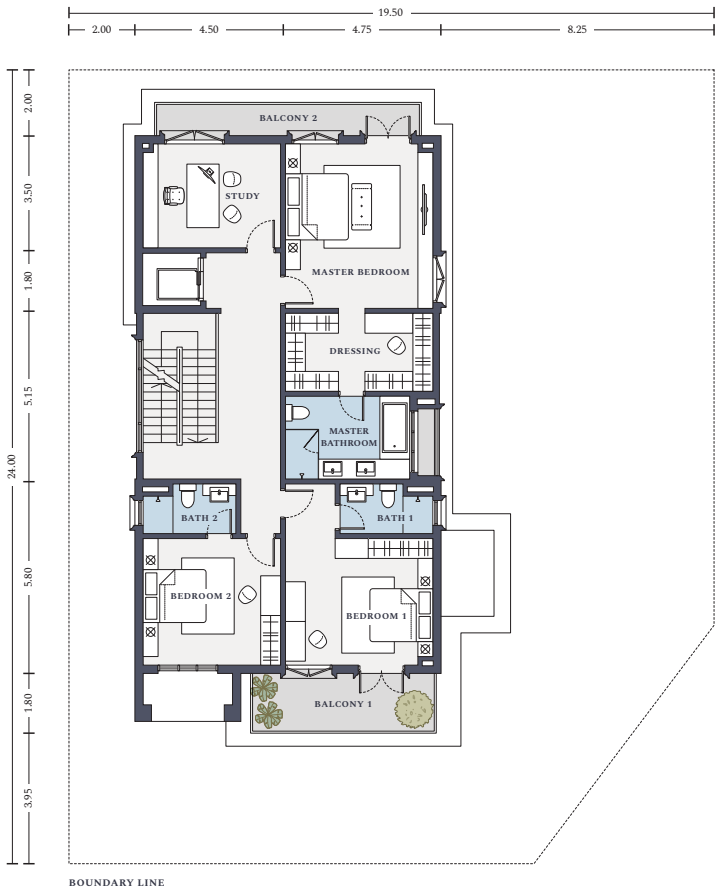 19.50
2.00
4.50
4.75
8.25
2.00
BALCONY 2
3.50
STUDY
1.80
MASTER BEDROOM
DRESSING
5.15
MASTER
BATHROOM
24.00
BATH 2
BATH 1
5.80
BEDROOM 2
BEDROOM 1
1.80
BALCONY 1
3.95
BOUNDARY LINE